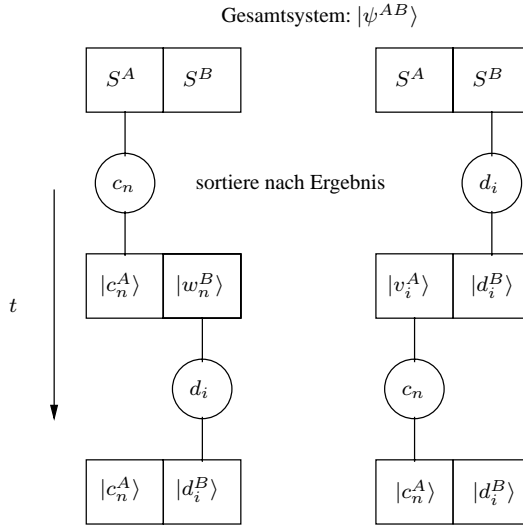 Gesamtsystem: |ψ^{AB}⟩
S^A S^B S^A S^B
c_n sortiere nach Ergebnis d_i
|c_n^A⟩ |w_n^B⟩ |v_i^A⟩ |d_i^B⟩
t
d_i c_n
|c_n^A⟩ |d_i^B⟩ |c_n^A⟩ |d_i^B⟩